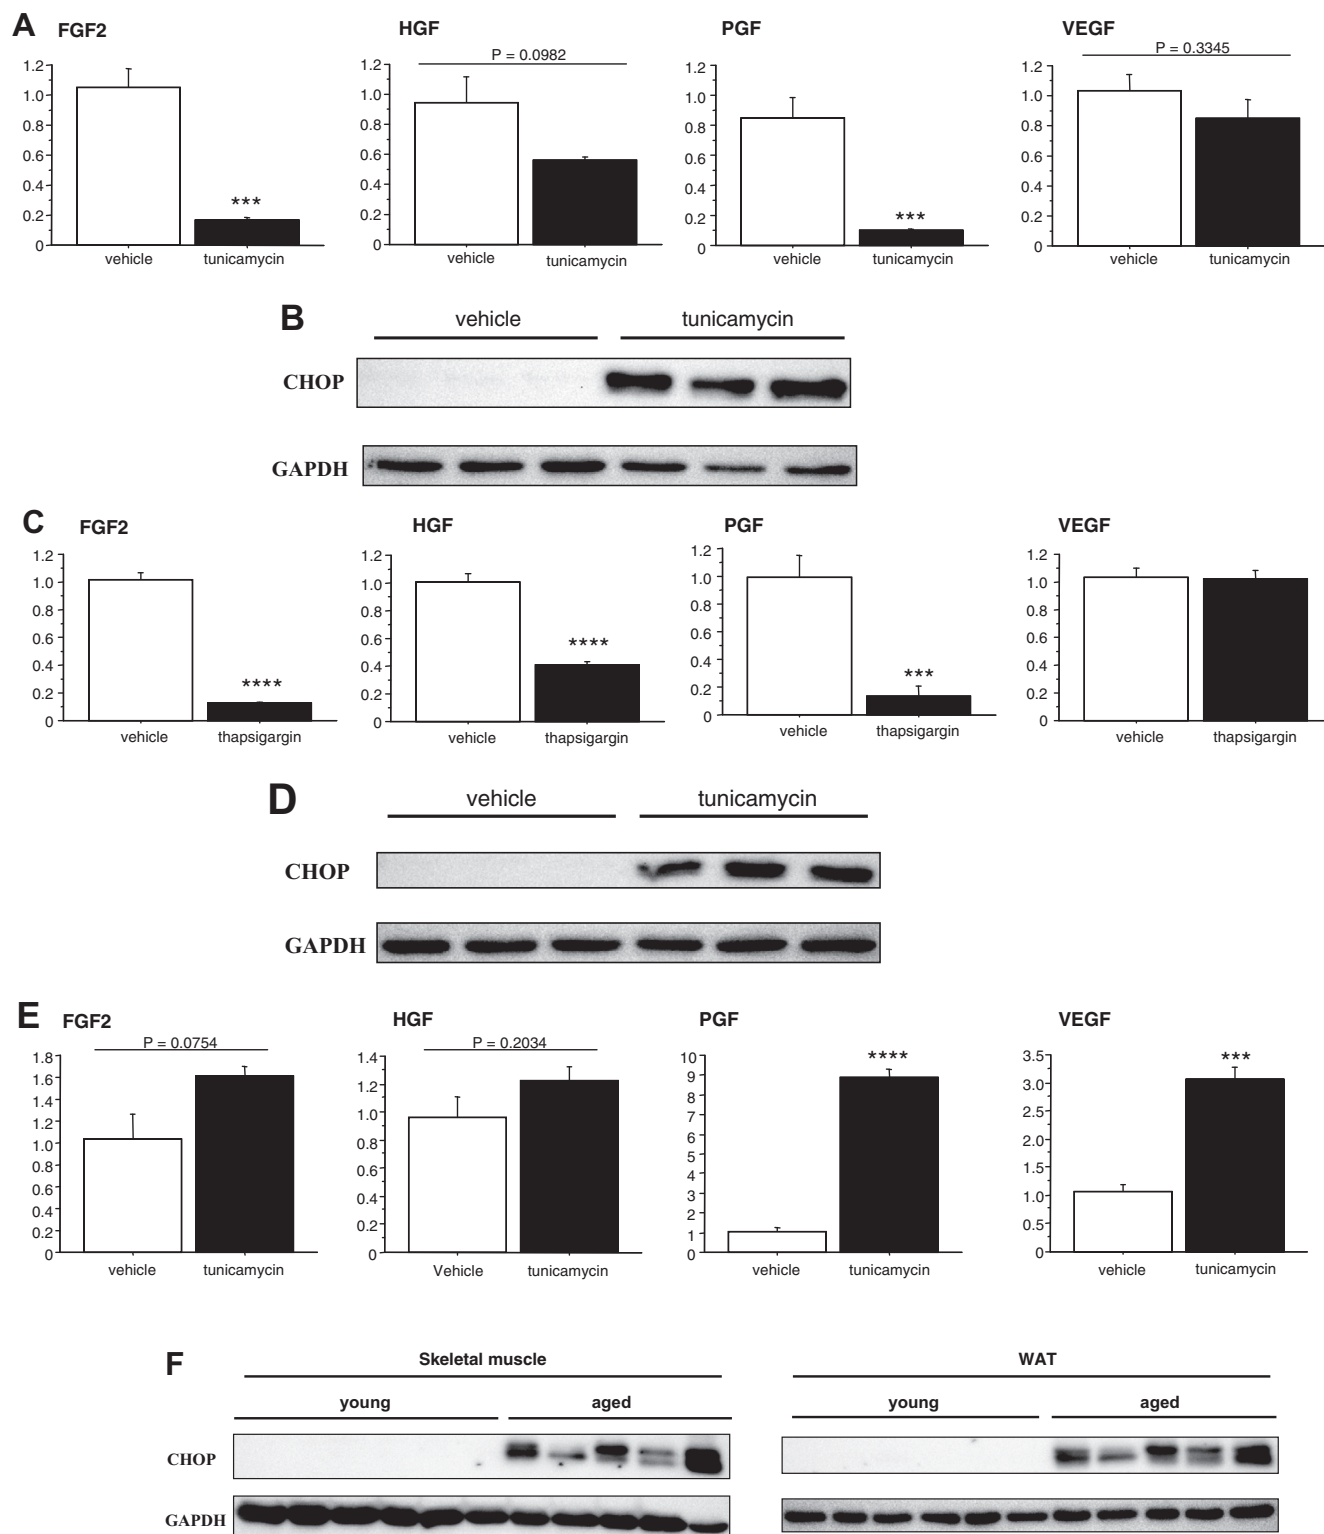 A FGF2 HGF PGF VEGF
P = 0.0982 P = 0.3345
1.2 1.2 1.2 1.2
1.0 1.0 1.0 1.0
0.8 0.8 0.8 0.8
0.6 0.6 0.6 0.6
0.4 0.4 0.4 0.4
*** ***
0.2 0.2 0.2 0.2
0 0 0 0
vehicle tunicamycin vehicle tunicamycin vehicle tunicamycin vehicle tunicamycin
B vehicle tunicamycin
CHOP
GAPDH
C FGF2 HGF PGF VEGF
1.2 1.2 1.2 1.2
1.0 1.0 1.0 1.0
0.8 0.8 0.8 0.8
0.6 0.6 0.6 0.6
****
0.4 0.4 0.4 0.4
**** ***
0.2 0.2 0.2 0.2
0 0 0 0
vehicle thapsigargin vehicle thapsigargin vehicle thapsigargin vehicle thapsigargin
D vehicle tunicamycin
CHOP
GAPDH
E FGF2 HGF PGF VEGF
P = 0.0754 P = 0.2034 **** ***
1.8 1.4 10 3.5
1.6 1.2 9 3.0
1.4 1.0 8 2.5
1.2 0.8 7 2.0
1.0 0.6 6 1.5
0.8 0.4 5 1.0
0.6 0.2 4 0.5
0.4 0 3 0
0.2 2
0 1
0
vehicle tunicamycin Vehicle tunicamycin vehicle tunicamycin vehicle tunicamycin
F Skeletal muscle WAT
young aged young aged
CHOP
GAPDH